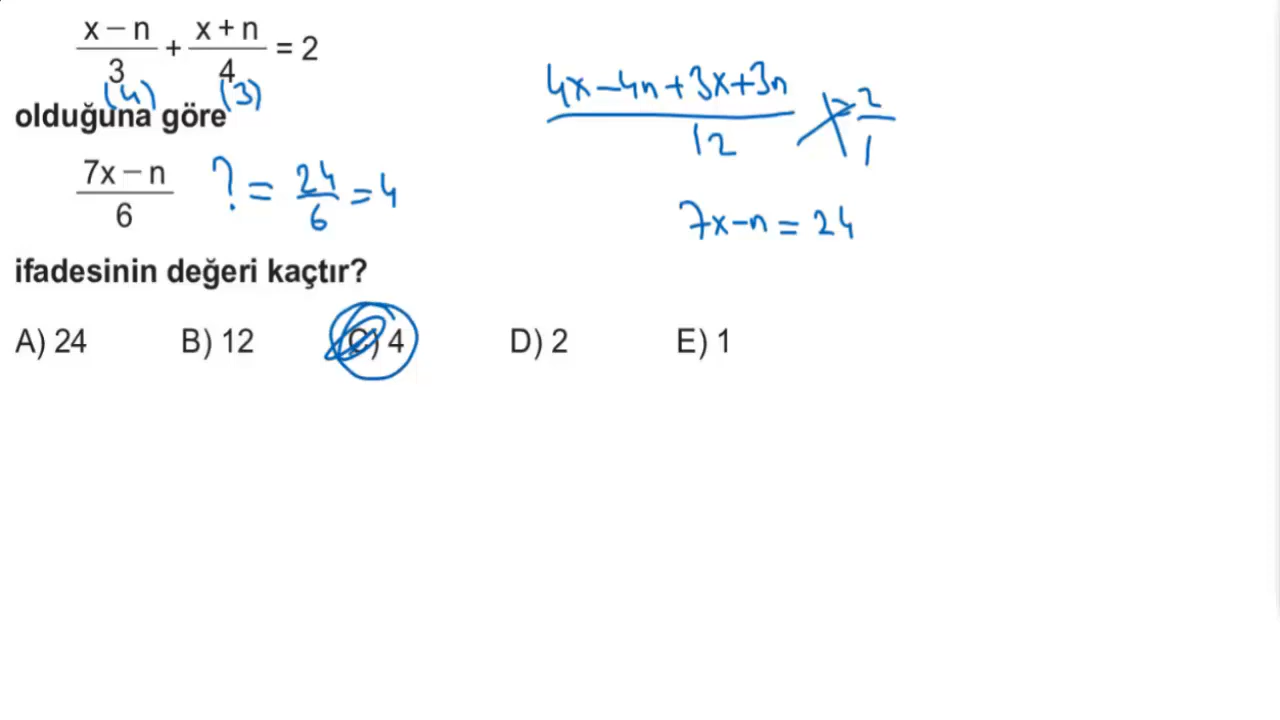 x − n / 3 + x + n / 4 = 2
(4) (3)
olduğuna göre
7x − n / 6 ? = 24 / 6 = 4
ifadesinin değeri kaçtır?
A) 24 B) 12 C) 4 D) 2 E) 1
4x − 4n + 3x + 3n / 12 = 2 / 1
7x − n = 24